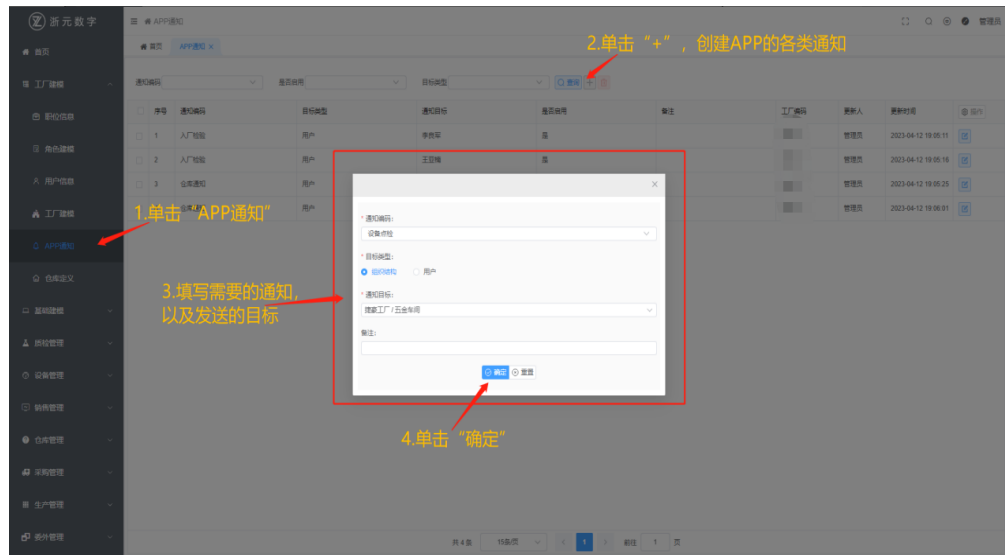 浙元数字
APP通知
管理员
首页
APP通知 ×
2.单击“+”，创建APP的各类通知
首页
工厂建模
职位信息
角色建模
用户信息
工厂建模
APP通知
仓库定义
基础建模
质检管理
设备管理
销售管理
仓库管理
采购管理
生产管理
委外管理
通知编码
是否启用
目标类型
查询
序号 通知编码 目标类型 通知目标 是否启用 备注 工厂编码 更新人 更新时间 操作
1 入厂检验 用户 是 管理员 2023-04-12 19:05:11
2 入厂检验 用户 王亚楠 是 管理员 2023-04-12 19:05:16
3 仓库通知 用户 管理员 2023-04-12 19:05:25
用户 管理员 2023-04-12 19:06:01
1.单击“APP通知”
* 通知编码：
设备点检
* 目标类型：
组织结构 用户
* 通知目标：
捷豪工厂 / 五金车间
备注：
确定 重置
3.填写需要的通知，
以及发送的目标
4.单击“确定”
共 4 条 15条/页 1 前往 1 页